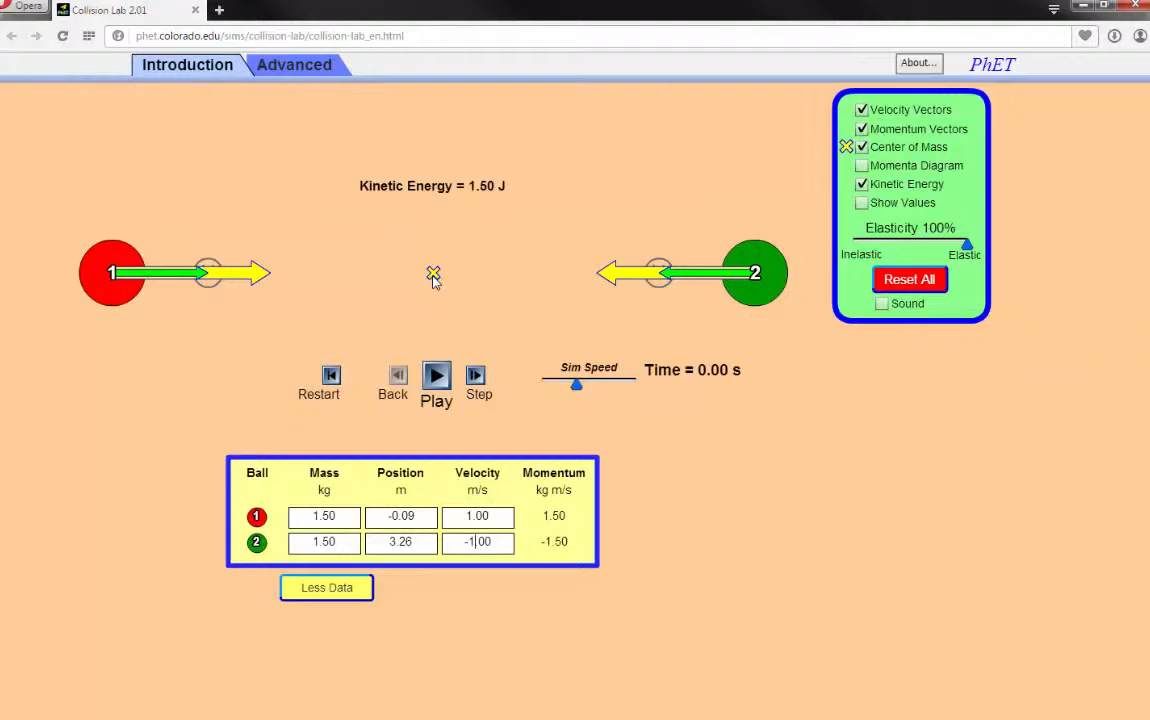 Opera
Collision Lab 2.01
phet.colorado.edu/sims/collision-lab/collision-lab_en.html
Introduction
Advanced
About...
PhET
Velocity Vectors
Momentum Vectors
Center of Mass
Momenta Diagram
Kinetic Energy
Show Values
Elasticity 100%
Inelastic
Elastic
Reset All
Sound
Kinetic Energy = 1.50 J
1
2
Restart
Back
Play
Step
Sim Speed
Time = 0.00 s
Ball Mass Position Velocity Momentum
kg m m/s kg m/s
1 1.50 -0.09 1.00 1.50
2 1.50 3.26 -1.00 -1.50
Less Data